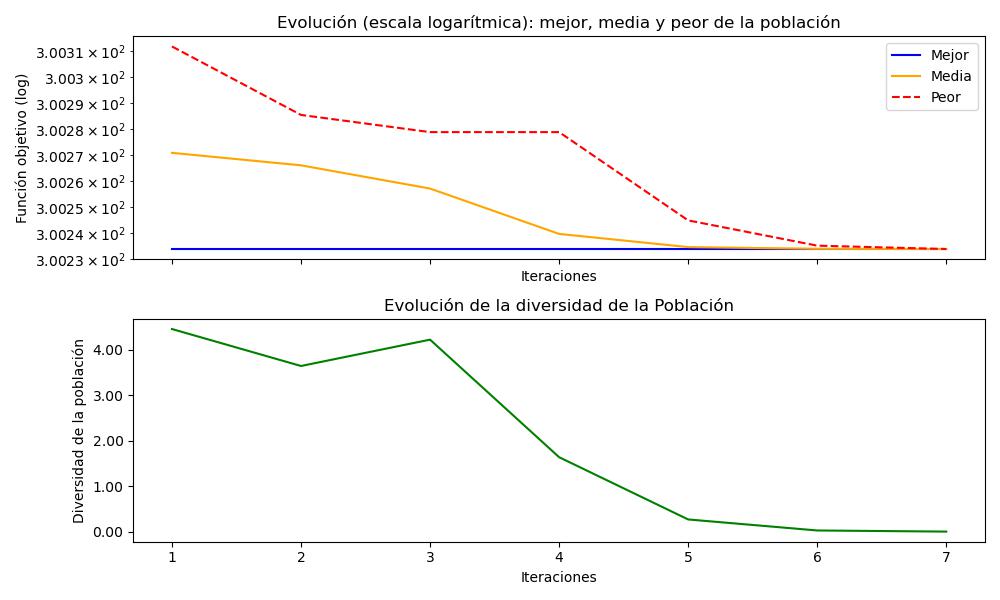 Evolución (escala logarítmica): mejor, media y peor de la población
Función objetivo (log)
3.0031 × 10²
3.003 × 10²
3.0029 × 10²
3.0028 × 10²
3.0027 × 10²
3.0026 × 10²
3.0025 × 10²
3.0024 × 10²
3.0023 × 10²
Mejor
Media
Peor
Iteraciones
Evolución de la diversidad de la Población
Diversidad de la población
4.00
3.00
2.00
1.00
0.00
1 2 3 4 5 6 7
Iteraciones